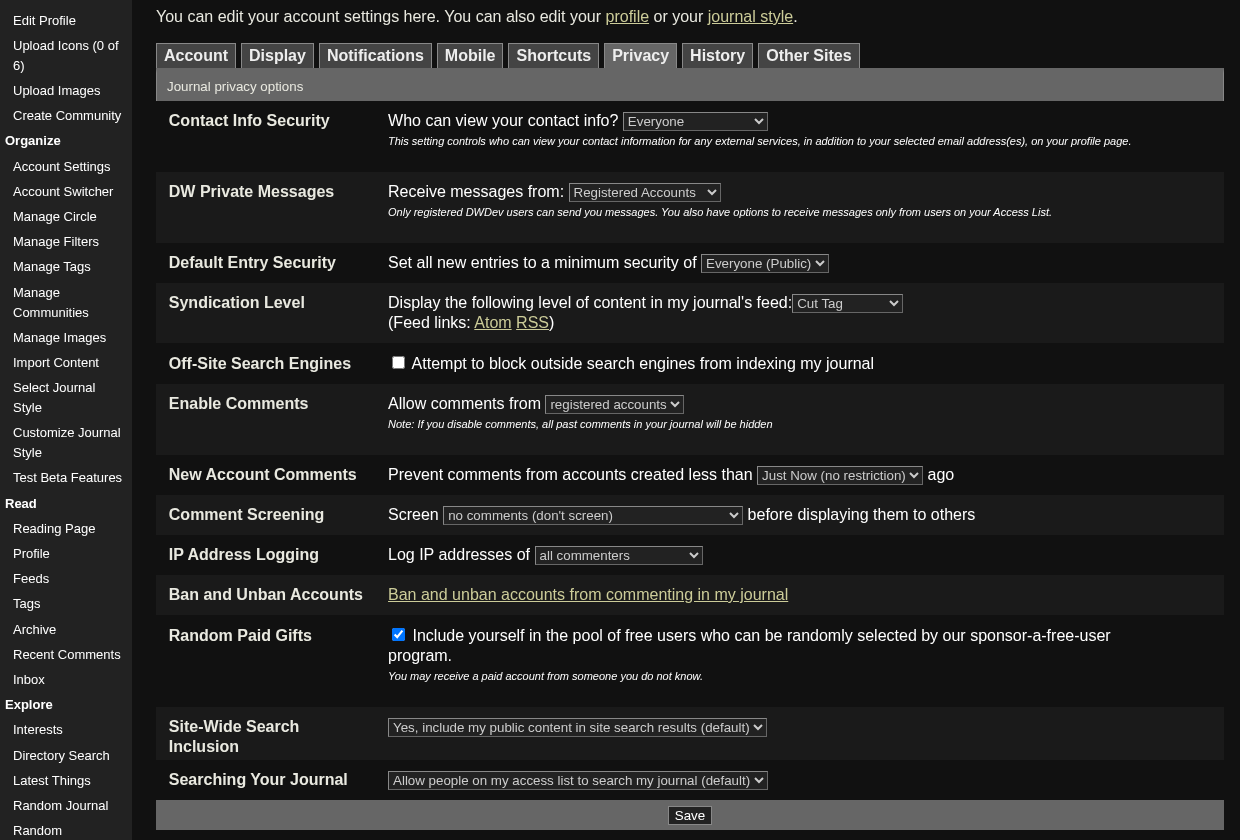 Edit Profile
Upload Icons (0 of
6)
Upload Images
Create Community
Organize
Account Settings
Account Switcher
Manage Circle
Manage Filters
Manage Tags
Manage
Communities
Manage Images
Import Content
Select Journal
Style
Customize Journal
Style
Test Beta Features
Read
Reading Page
Profile
Feeds
Tags
Archive
Recent Comments
Inbox
Explore
Interests
Directory Search
Latest Things
Random Journal
Random
You can edit your account settings here. You can also edit your profile or your journal style.
Account Display Notifications Mobile Shortcuts Privacy History Other Sites
Journal privacy options
Contact Info Security Who can view your contact info? Everyone
This setting controls who can view your contact information for any external services, in addition to your selected email address(es), on your profile page.
DW Private Messages Receive messages from: Registered Accounts
Only registered DWDev users can send you messages. You also have options to receive messages only from users on your Access List.
Default Entry Security Set all new entries to a minimum security of Everyone (Public)
Syndication Level Display the following level of content in my journal's feed: Cut Tag
(Feed links: Atom RSS)
Off-Site Search Engines Attempt to block outside search engines from indexing my journal
Enable Comments Allow comments from registered accounts
Note: If you disable comments, all past comments in your journal will be hidden
New Account Comments Prevent comments from accounts created less than Just Now (no restriction) ago
Comment Screening Screen no comments (don't screen) before displaying them to others
IP Address Logging Log IP addresses of all commenters
Ban and Unban Accounts Ban and unban accounts from commenting in my journal
Random Paid Gifts Include yourself in the pool of free users who can be randomly selected by our sponsor-a-free-user
program.
You may receive a paid account from someone you do not know.
Site-Wide Search Yes, include my public content in site search results (default)
Inclusion
Searching Your Journal Allow people on my access list to search my journal (default)
Save